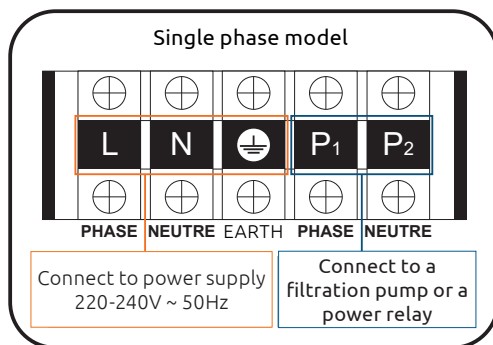 Single phase model
L N P1 P2
PHASE NEUTRE EARTH PHASE NEUTRE
Connect to power supply
220-240V ~ 50Hz
Connect to a
filtration pump or a
power relay